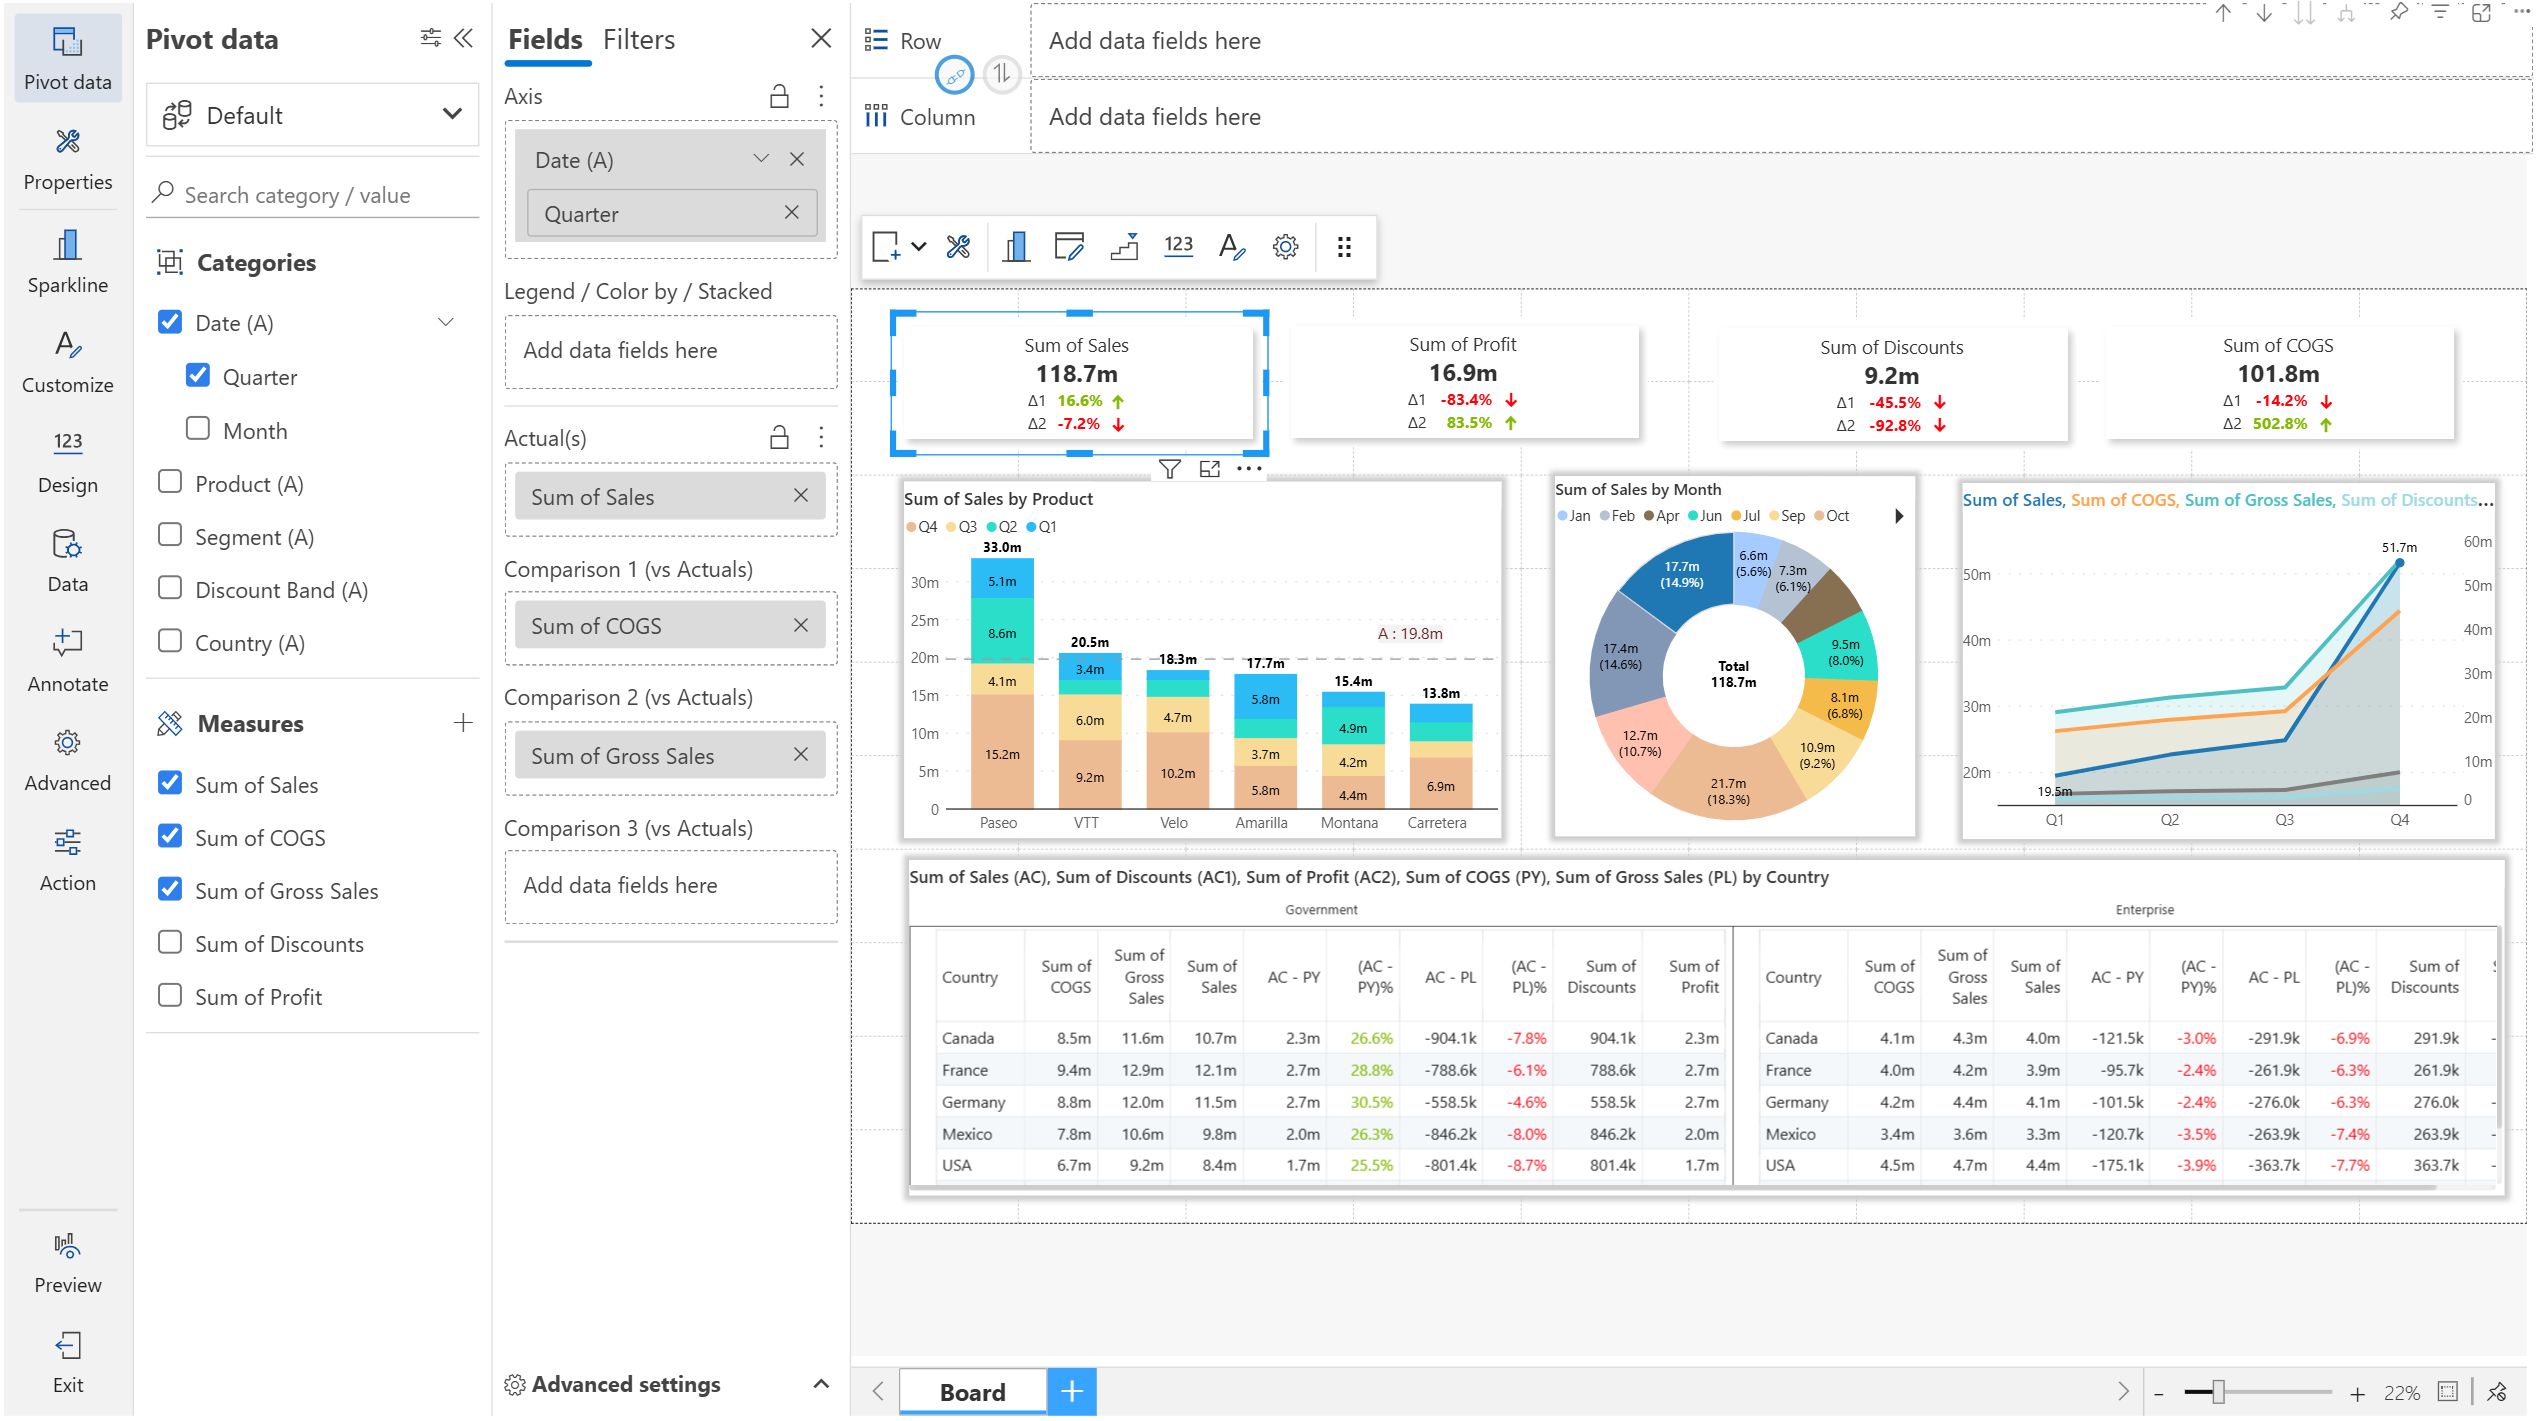 Pivot data
Properties
Sparkline
Customize
123
Design
Data
Annotate
Advanced
Action
Preview
Exit
Pivot data
Default
Search category / value
Categories
Date (A)
Quarter
Month
Product (A)
Segment (A)
Discount Band (A)
Country (A)
Measures
Sum of Sales
Sum of COGS
Sum of Gross Sales
Sum of Discounts
Sum of Profit
Fields Filters
Axis
Date (A)
Quarter
Legend / Color by / Stacked
Add data fields here
Actual(s)
Sum of Sales
Comparison 1 (vs Actuals)
Sum of COGS
Comparison 2 (vs Actuals)
Sum of Gross Sales
Comparison 3 (vs Actuals)
Add data fields here
Advanced settings
Row
Add data fields here
Column
Add data fields here
123
Sum of Sales
118.7m
Δ1 16.6%
Δ2 -7.2%
Sum of Profit
16.9m
Δ1 -83.4%
Δ2 83.5%
Sum of Discounts
9.2m
Δ1 -45.5%
Δ2 -92.8%
Sum of COGS
101.8m
Δ1 -14.2%
Δ2 502.8%
Sum of Sales by Product
Q4 Q3 Q2 Q1
30m
25m
20m
15m
10m
5m
0
33.0m
5.1m
8.6m
4.1m
15.2m
20.5m
3.4m
6.0m
9.2m
18.3m
4.7m
10.2m
17.7m
5.8m
3.7m
5.8m
15.4m
4.9m
4.2m
4.4m
13.8m
6.9m
A : 19.8m
Paseo VTT Velo Amarilla Montana Carretera
Sum of Sales by Month
Jan Feb Apr Jun Jul Sep Oct
6.6m
(5.6%)
7.3m
(6.1%)
9.5m
(8.0%)
8.1m
(6.8%)
10.9m
(9.2%)
21.7m
(18.3%)
12.7m
(10.7%)
17.4m
(14.6%)
17.7m
(14.9%)
Total
118.7m
Sum of Sales, Sum of COGS, Sum of Gross Sales, Sum of Discounts...
50m
40m
30m
20m
60m
50m
40m
30m
20m
10m
0
51.7m
19.5m
Q1 Q2 Q3 Q4
Sum of Sales (AC), Sum of Discounts (AC1), Sum of Profit (AC2), Sum of COGS (PY), Sum of Gross Sales (PL) by Country
Government Enterprise
Country Sum of COGS Sum of Gross Sales Sum of Sales AC - PY (AC - PY)% AC - PL (AC - PL)% Sum of Discounts Sum of Profit Country Sum of COGS Sum of Gross Sales Sum of Sales AC - PY (AC - PY)% AC - PL (AC - PL)% Sum of Discounts
Canada 8.5m 11.6m 10.7m 2.3m 26.6% -904.1k -7.8% 904.1k 2.3m Canada 4.1m 4.3m 4.0m -121.5k -3.0% -291.9k -6.9% 291.9k
France 9.4m 12.9m 12.1m 2.7m 28.8% -788.6k -6.1% 788.6k 2.7m France 4.0m 4.2m 3.9m -95.7k -2.4% -261.9k -6.3% 261.9k
Germany 8.8m 12.0m 11.5m 2.7m 30.5% -558.5k -4.6% 558.5k 2.7m Germany 4.2m 4.4m 4.1m -101.5k -2.4% -276.0k -6.3% 276.0k
Mexico 7.8m 10.6m 9.8m 2.0m 26.3% -846.2k -8.0% 846.2k 2.0m Mexico 3.4m 3.6m 3.3m -120.7k -3.5% -263.9k -7.4% 263.9k
USA 6.7m 9.2m 8.4m 1.7m 25.5% -801.4k -8.7% 801.4k 1.7m USA 4.5m 4.7m 4.4m -175.1k -3.9% -363.7k -7.7% 363.7k
Board
22%